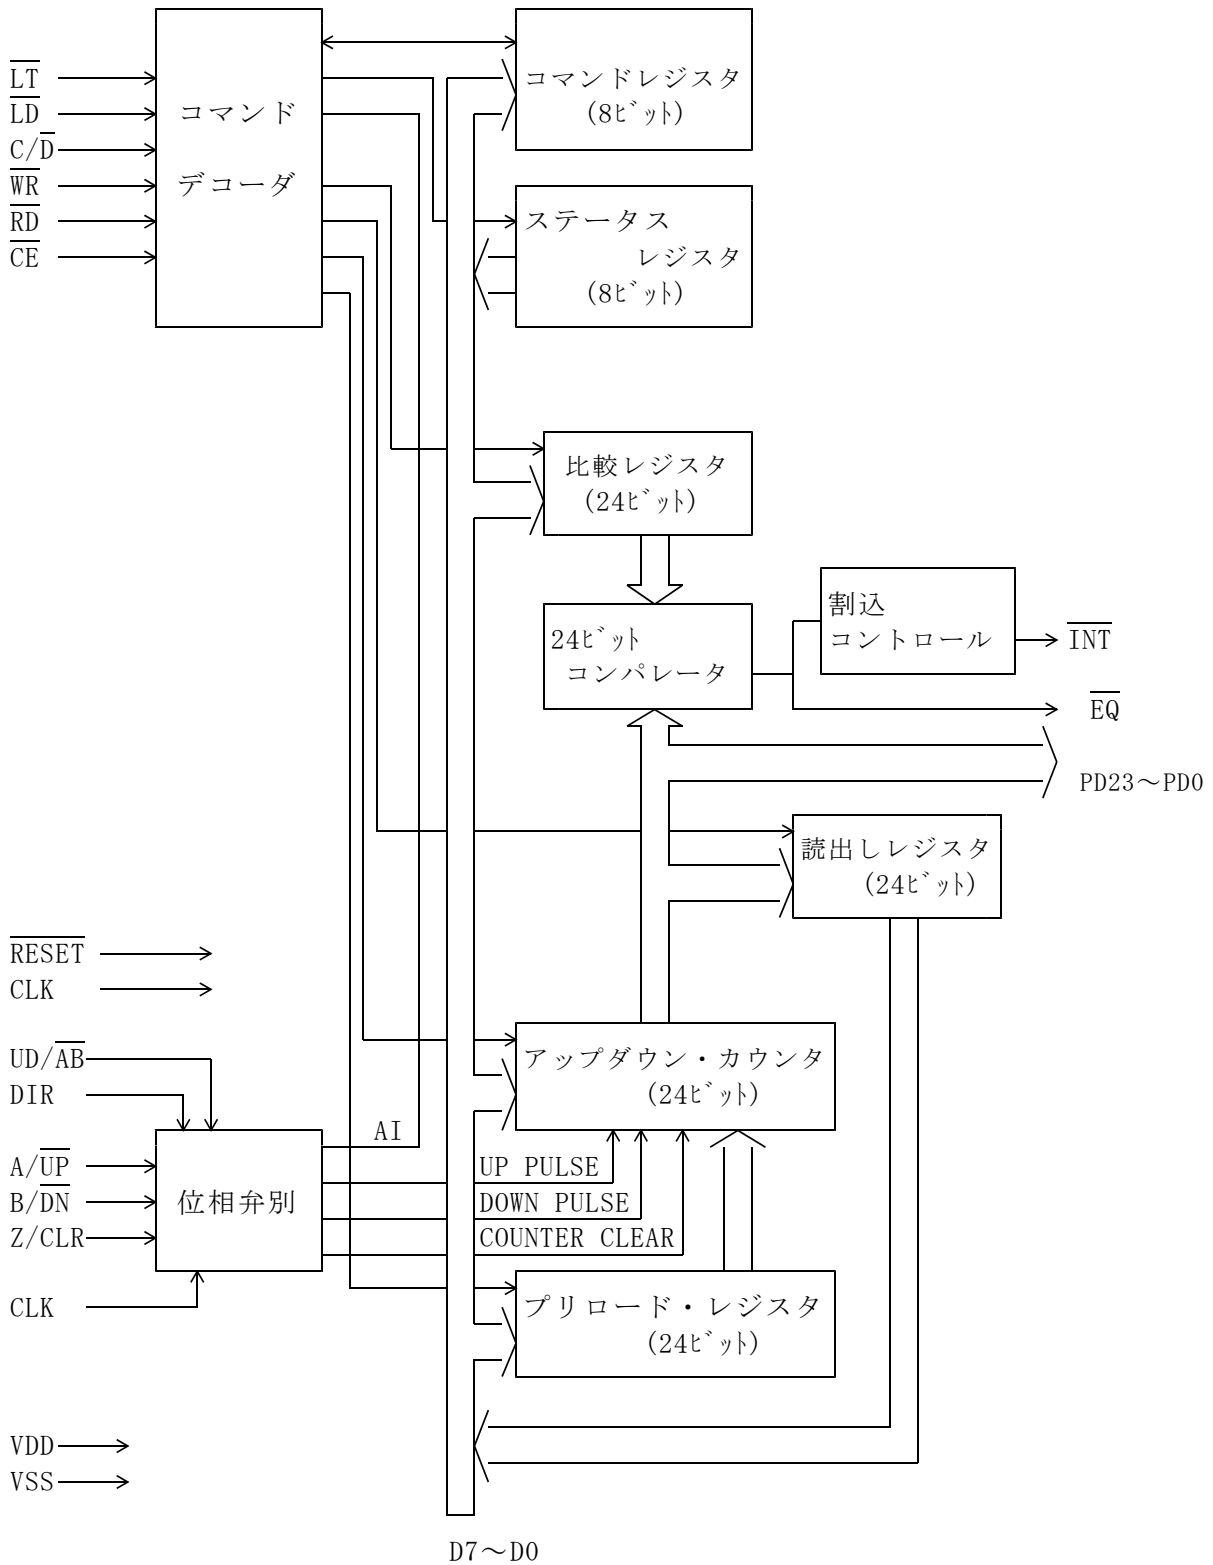 LT
LD
C/D
WR
RD
CE
コマンド
デコーダ
コマンドレジスタ
(8ﾋﾞｯﾄ)
ステータス
レジスタ
(8ﾋﾞｯﾄ)
比較レジスタ
(24ﾋﾞｯﾄ)
24ﾋﾞｯﾄ
コンパレータ
割込
コントロール
INT
EQ
PD23～PD0
読出しレジスタ
(24ﾋﾞｯﾄ)
RESET
CLK
UD/AB
DIR
アップダウン・カウンタ
(24ﾋﾞｯﾄ)
AI
A/UP
B/DN
Z/CLR
位相弁別
UP PULSE
DOWN PULSE
COUNTER CLEAR
CLK
プリロード・レジスタ
(24ﾋﾞｯﾄ)
VDD
VSS
D7～D0